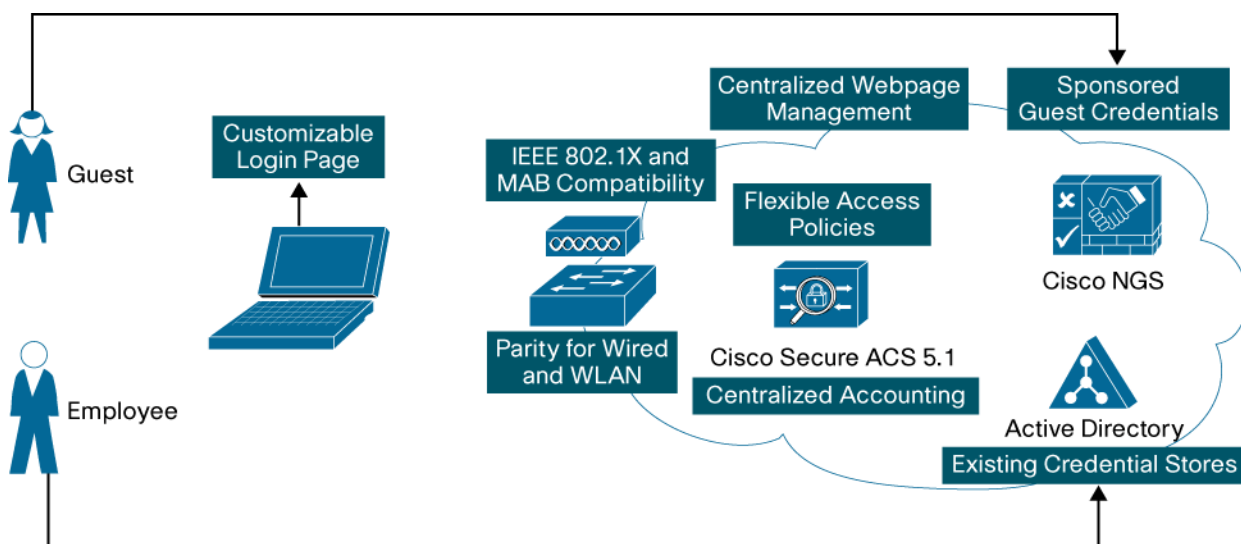 Centralized Webpage
Management
Sponsored
Guest Credentials
Customizable
Login Page
IEEE 802.1X and
MAB Compatibility
Guest
Flexible Access
Policies
Cisco NGS
Parity for Wired
and WLAN
Cisco Secure ACS 5.1
Centralized Accounting
Employee
Active Directory
Existing Credential Stores